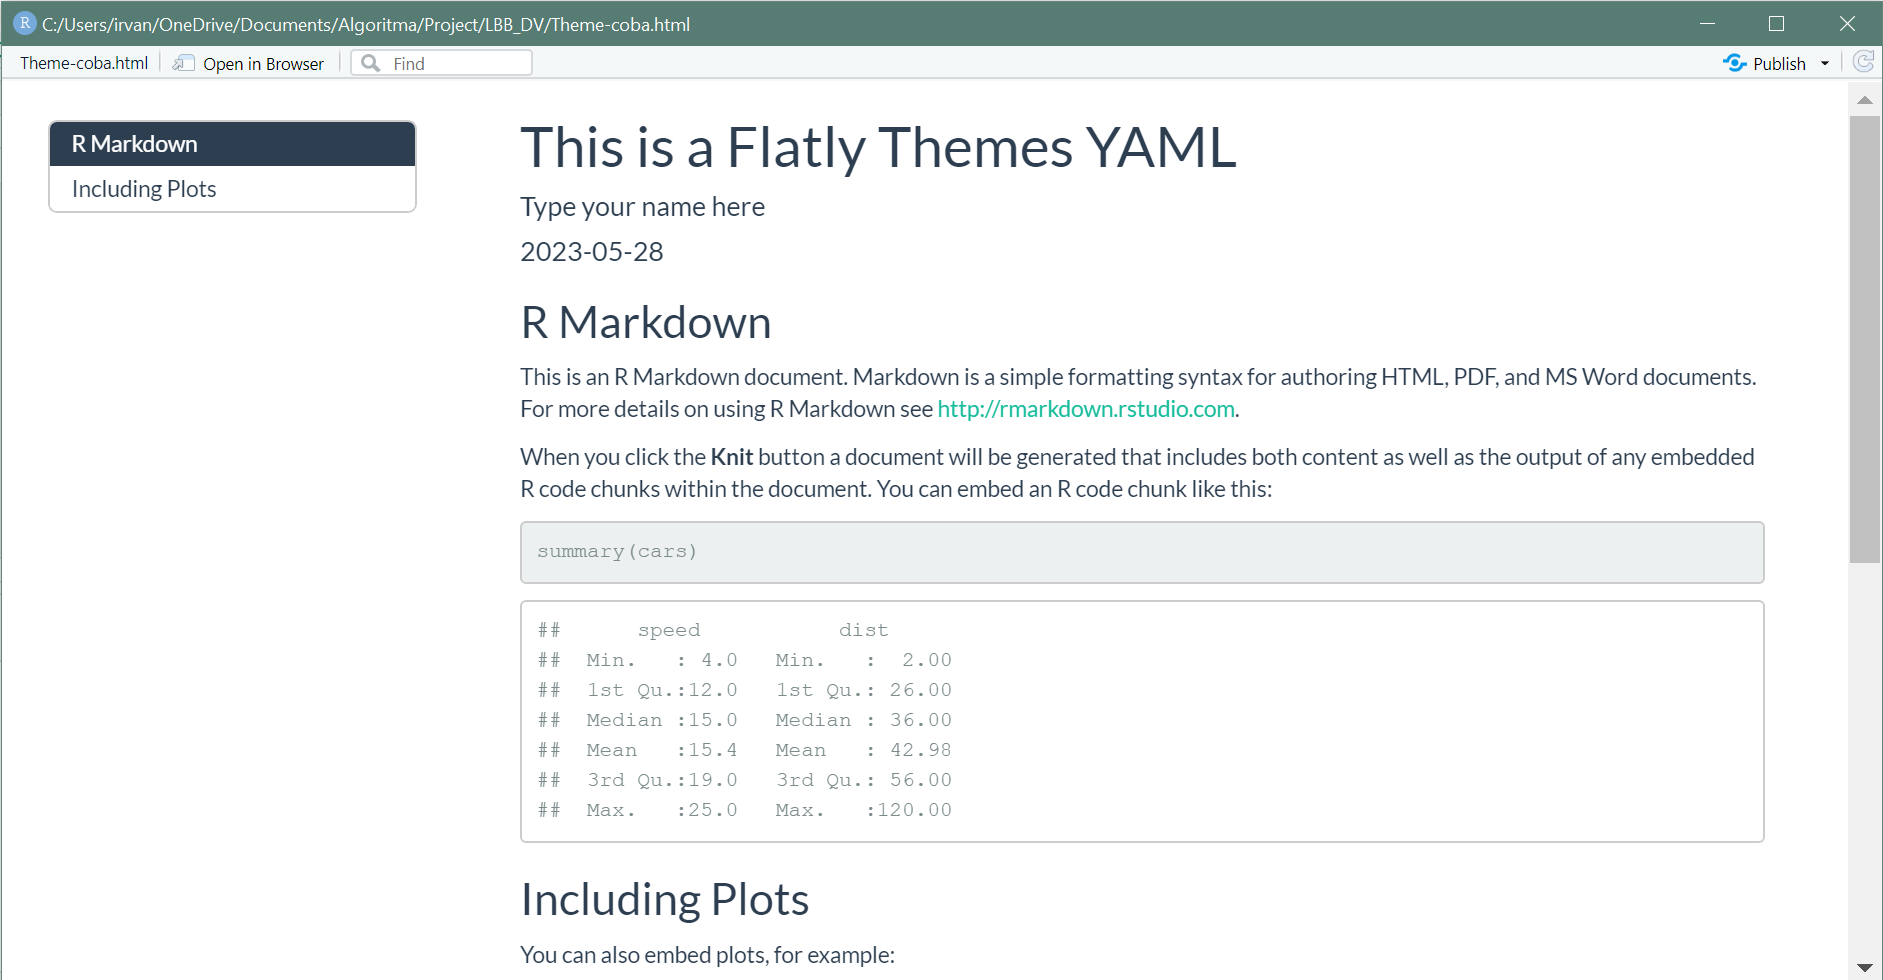 R C:/Users/irvan/OneDrive/Documents/Algoritma/Project/LBB_DV/Theme-coba.html
Theme-coba.html Open in Browser Find Publish
R Markdown
Including Plots
This is a Flatly Themes YAML
Type your name here
2023-05-28
R Markdown
This is an R Markdown document. Markdown is a simple formatting syntax for authoring HTML, PDF, and MS Word documents.
For more details on using R Markdown see http://rmarkdown.rstudio.com.
When you click the Knit button a document will be generated that includes both content as well as the output of any embedded
R code chunks within the document. You can embed an R code chunk like this:
summary(cars)
##      speed           dist
##  Min.   : 4.0   Min.   :  2.00
##  1st Qu.:12.0   1st Qu.: 26.00
##  Median :15.0   Median : 36.00
##  Mean   :15.4   Mean   : 42.98
##  3rd Qu.:19.0   3rd Qu.: 56.00
##  Max.   :25.0   Max.   :120.00
Including Plots
You can also embed plots, for example: